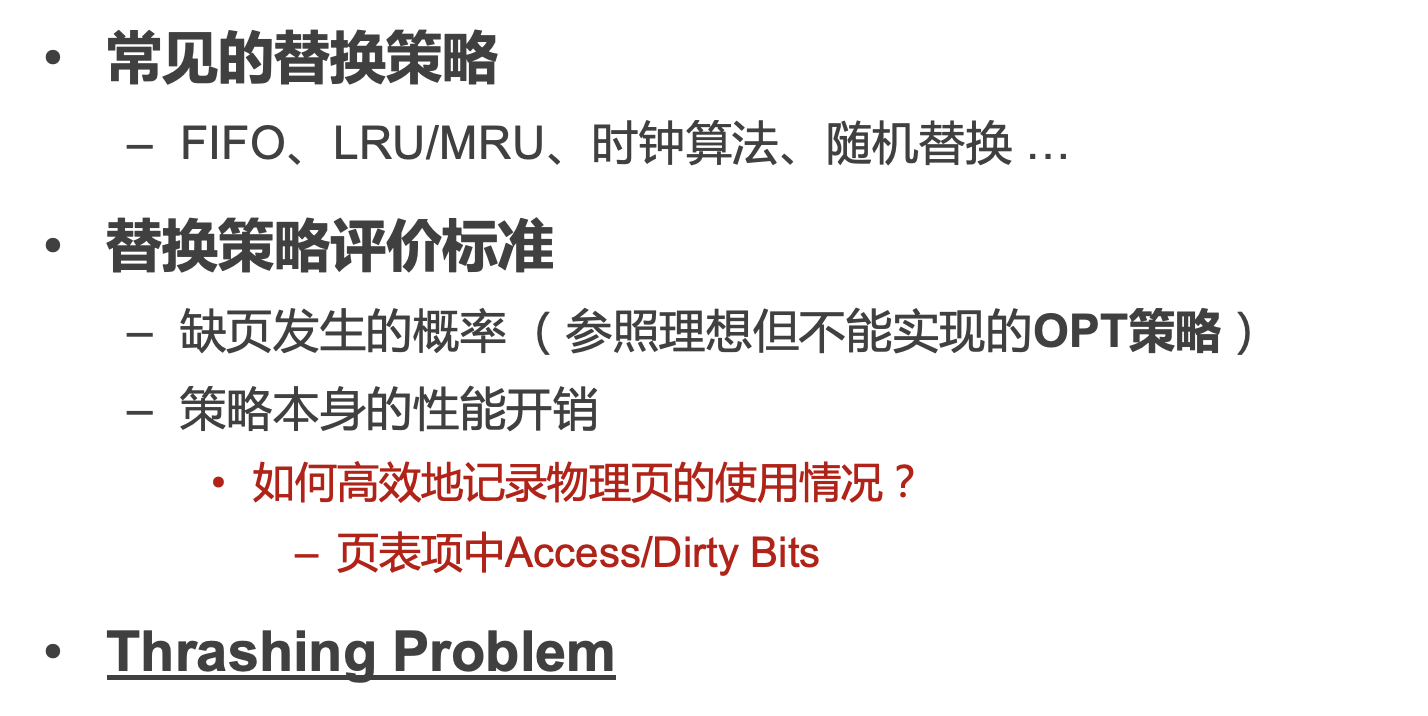 • 常见的替换策略
– FIFO、LRU/MRU、时钟算法、随机替换 …
• 替换策略评价标准
– 缺页发生的概率 （参照理想但不能实现的OPT策略）
– 策略本身的性能开销
• 如何高效地记录物理页的使用情况？
– 页表项中Access/Dirty Bits
• Thrashing Problem